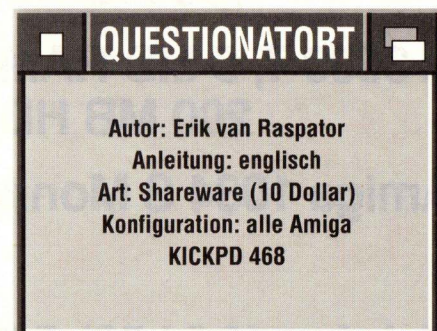 QUESTIONATORT
Autor: Erik van Raspator
Anleitung: englisch
Art: Shareware (10 Dollar)
Konfiguration: alle Amiga
KICKPD 468